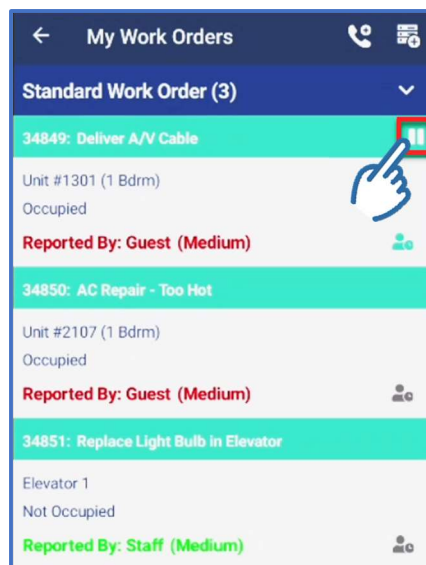 My Work Orders
Standard Work Order (3)
34849: Deliver A/V Cable
Unit #1301 (1 Bdrm)
Occupied
Reported By: Guest (Medium)
34850: AC Repair - Too Hot
Unit #2107 (1 Bdrm)
Occupied
Reported By: Guest (Medium)
34851: Replace Light Bulb in Elevator
Elevator 1
Not Occupied
Reported By: Staff (Medium)